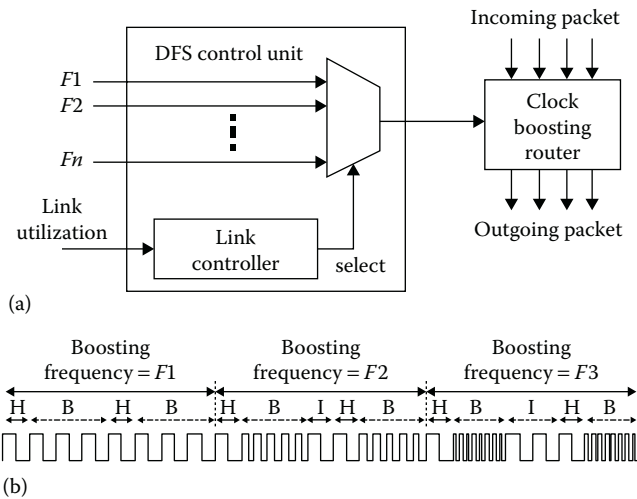 Incoming packet
DFS control unit
F1
F2
Fn
Clock
boosting
router
Link
utilization
Link
controller
select
Outgoing packet
(a)
Boosting
frequency = F1
Boosting
frequency = F2
Boosting
frequency = F3
H B H B H B I H B H B I H B
(b)